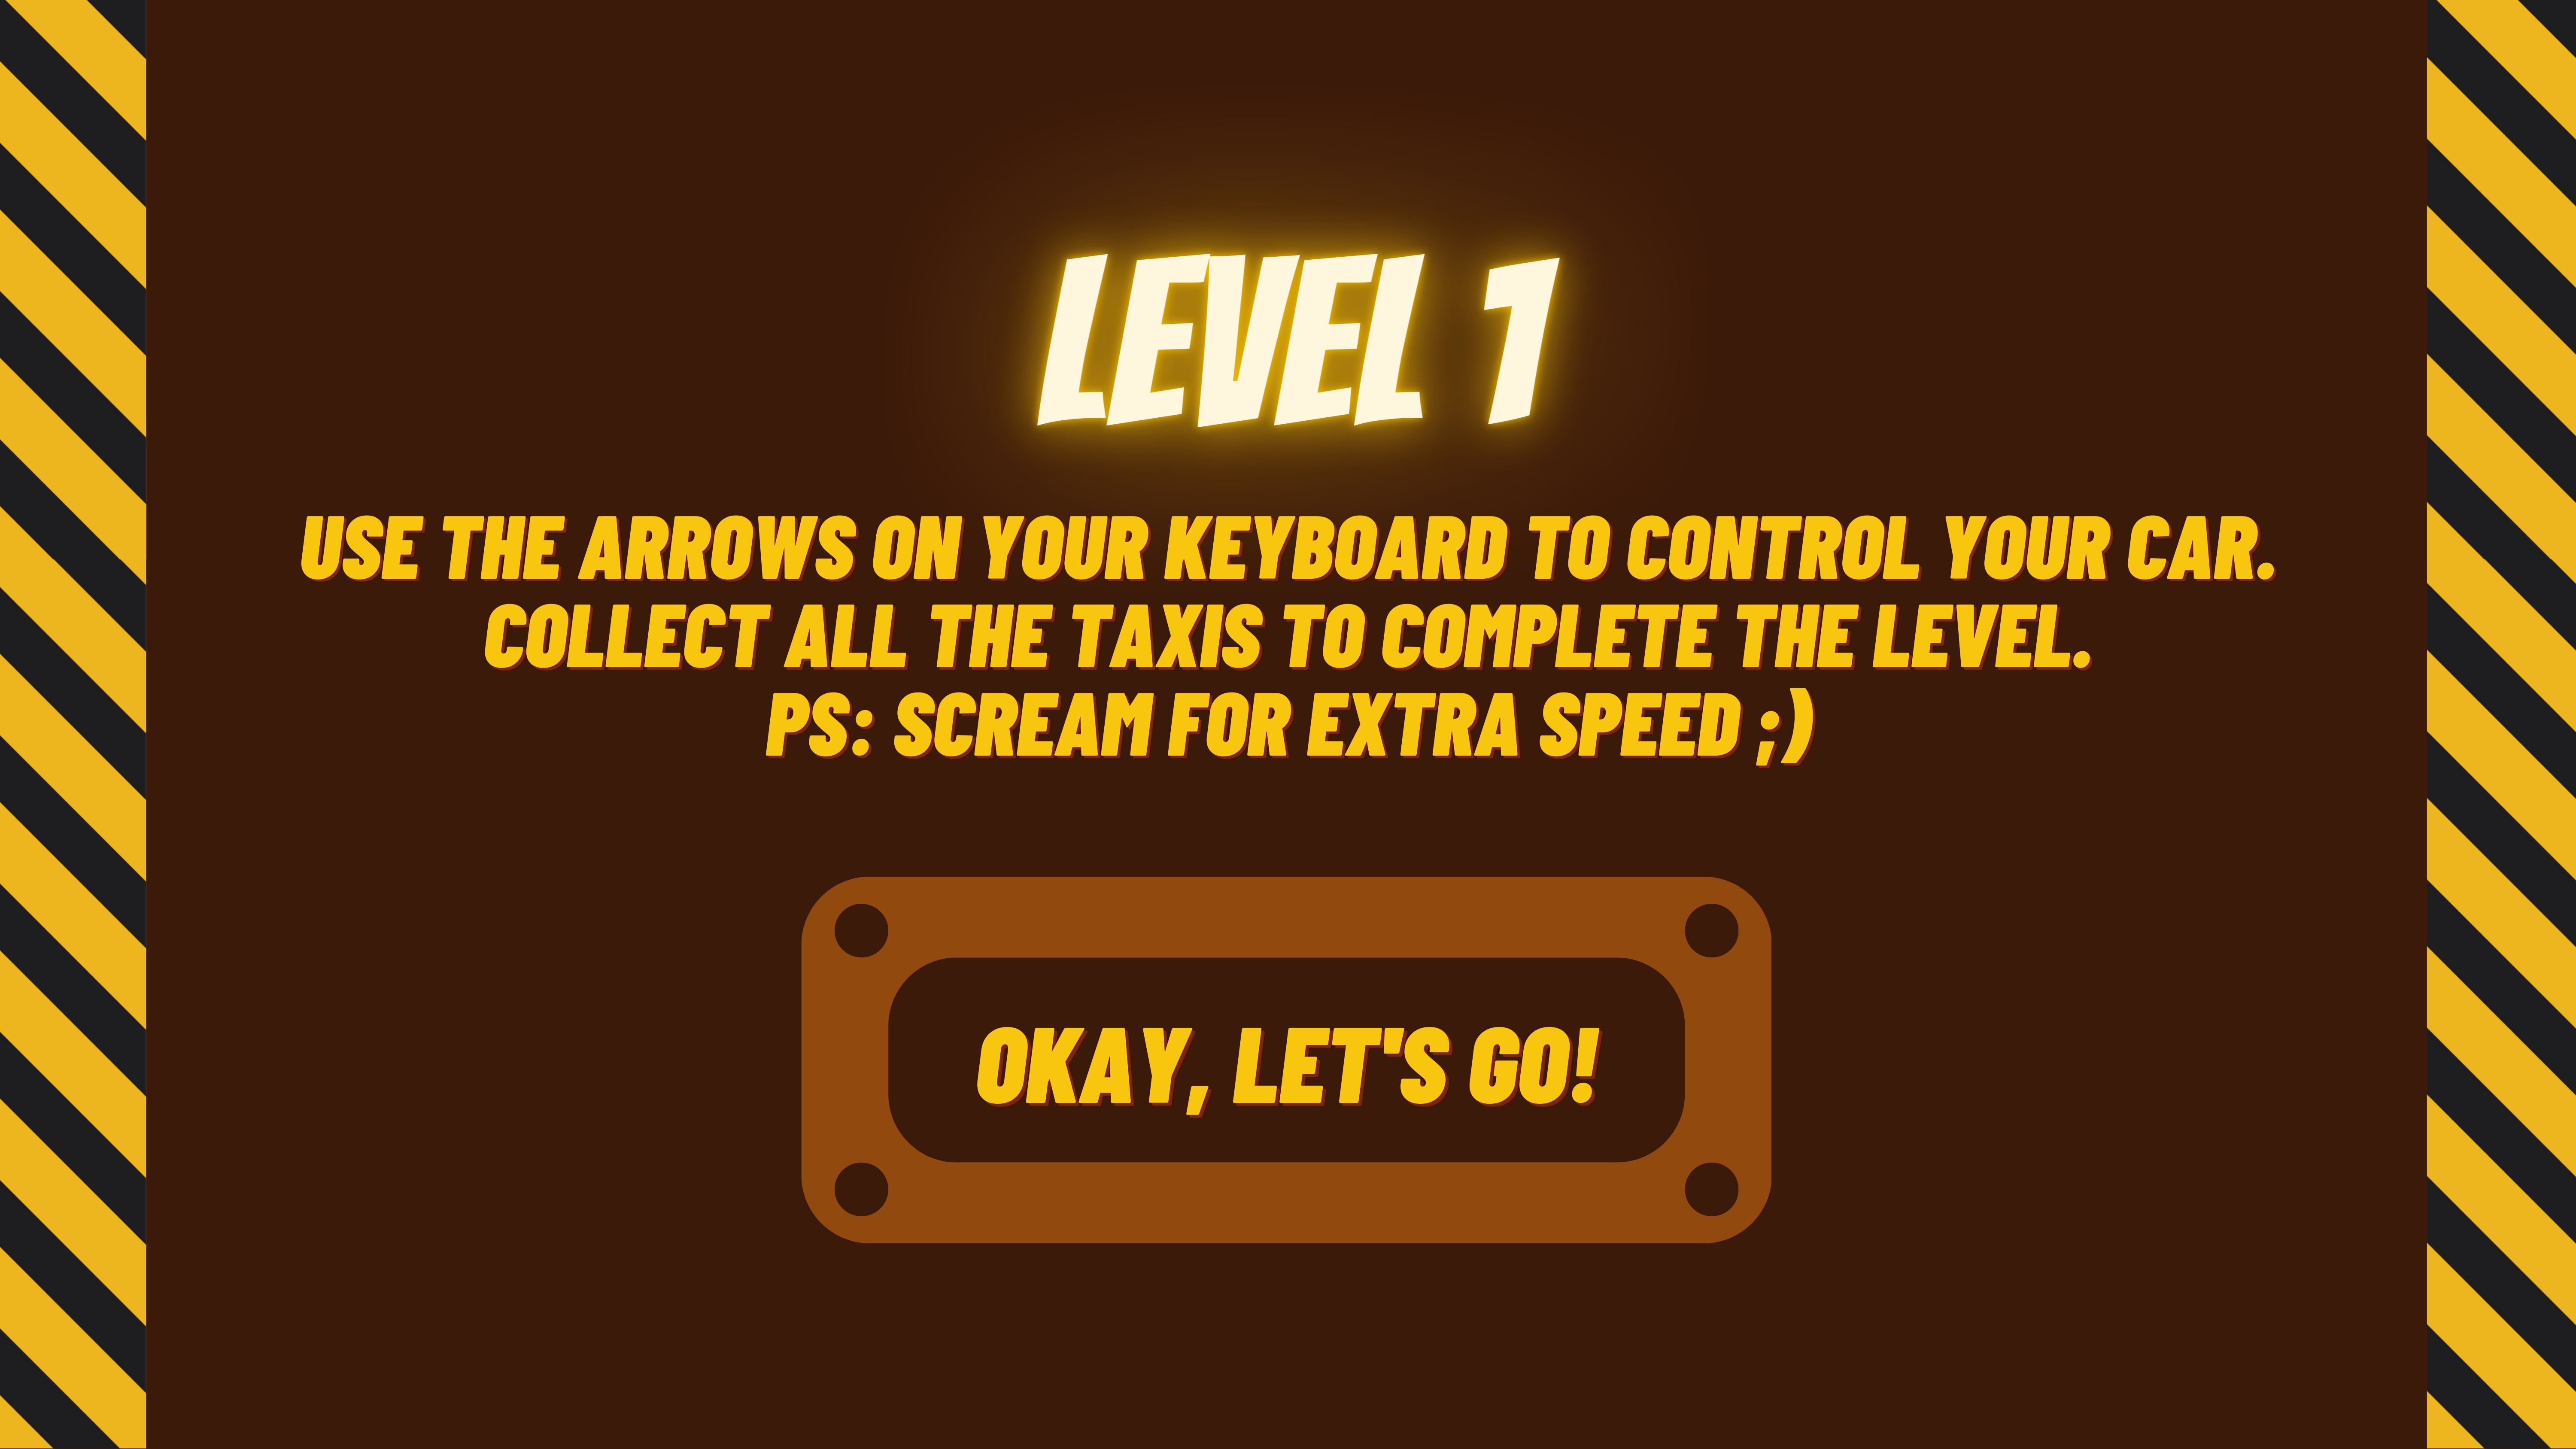 LEVEL 1
USE THE ARROWS ON YOUR KEYBOARD TO CONTROL YOUR CAR.
COLLECT ALL THE TAXIS TO COMPLETE THE LEVEL.
PS: SCREAM FOR EXTRA SPEED ;)
OKAY, LET'S GO!